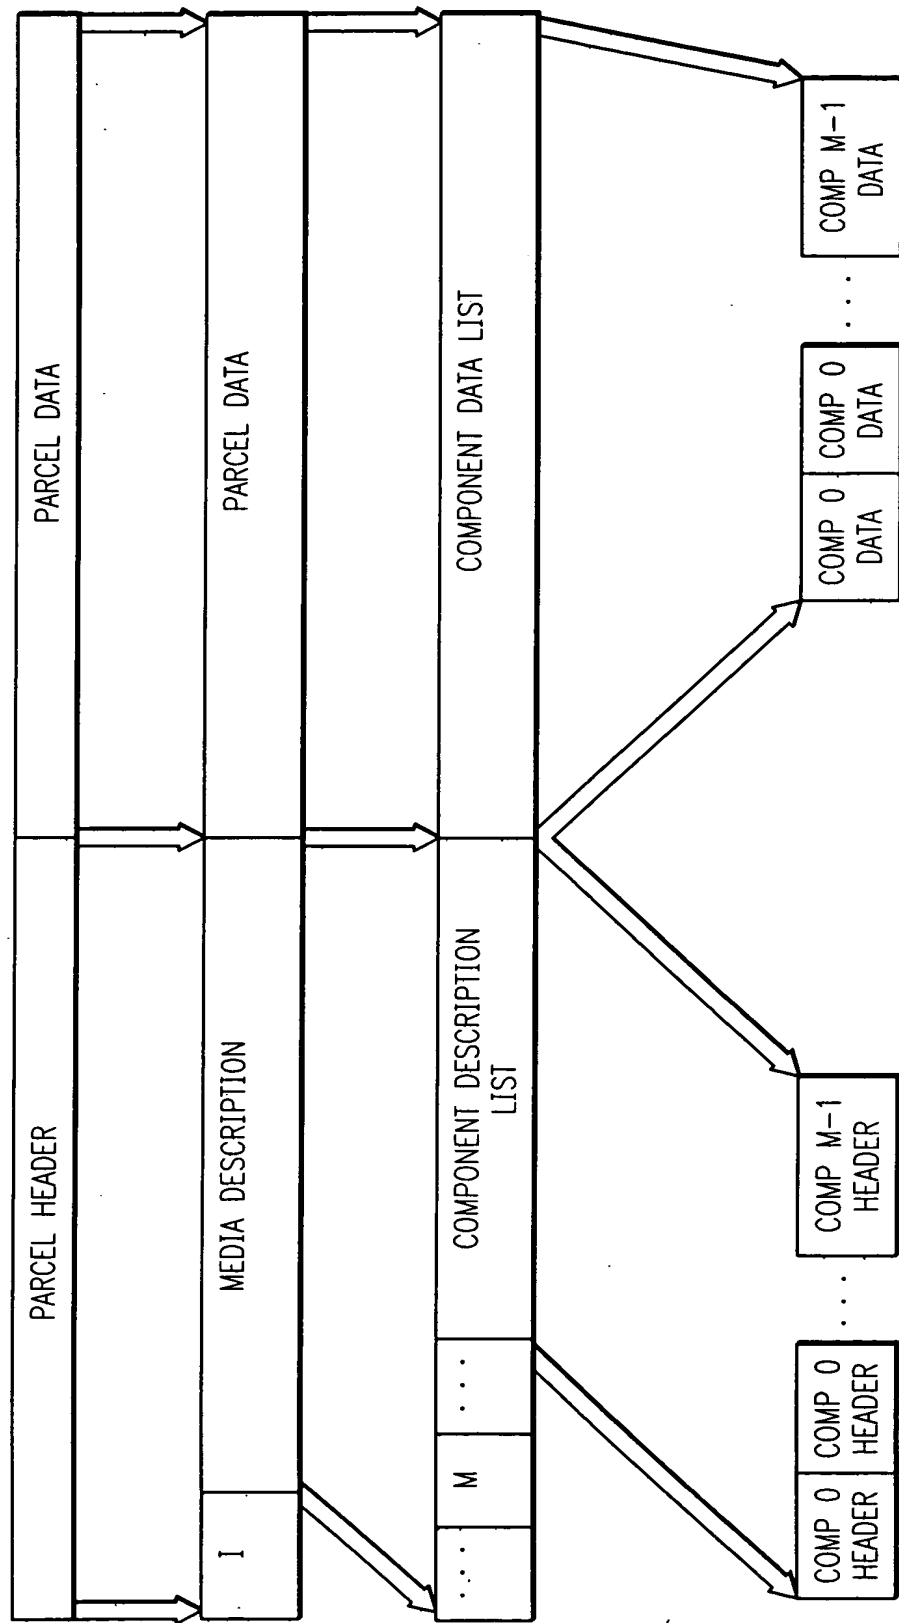 PARCEL HEADER
PARCEL DATA
I
MEDIA DESCRIPTION
PARCEL DATA
...
M
...
COMPONENT DESCRIPTION
LIST
COMPONENT DATA LIST
COMP 0
HEADER
COMP 0
HEADER
....
COMP M-1
HEADER
COMP 0
DATA
COMP 0
DATA
...
COMP M-1
DATA